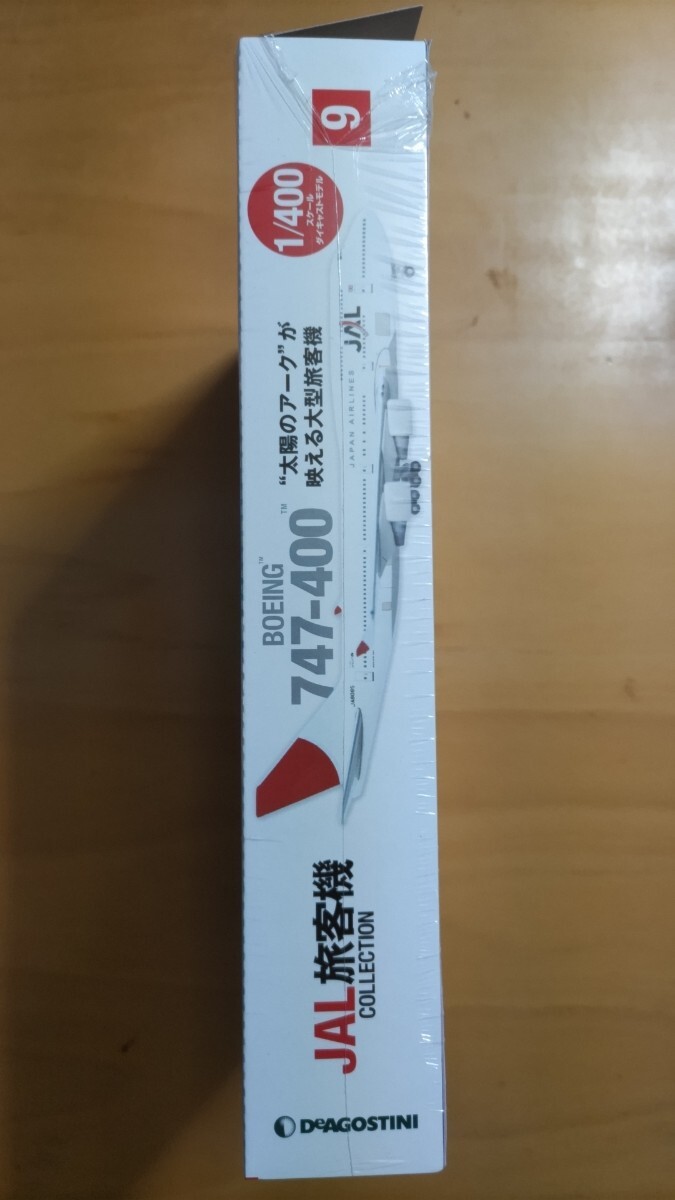 DeAGOSTINI
JAL旅客機
COLLECTION
BOEING™
747-400™
“太陽のアーク”が
映える大型旅客機
JAPAN AIRLINES
JAL
1/400
スケール
ダイキャストモデル
9